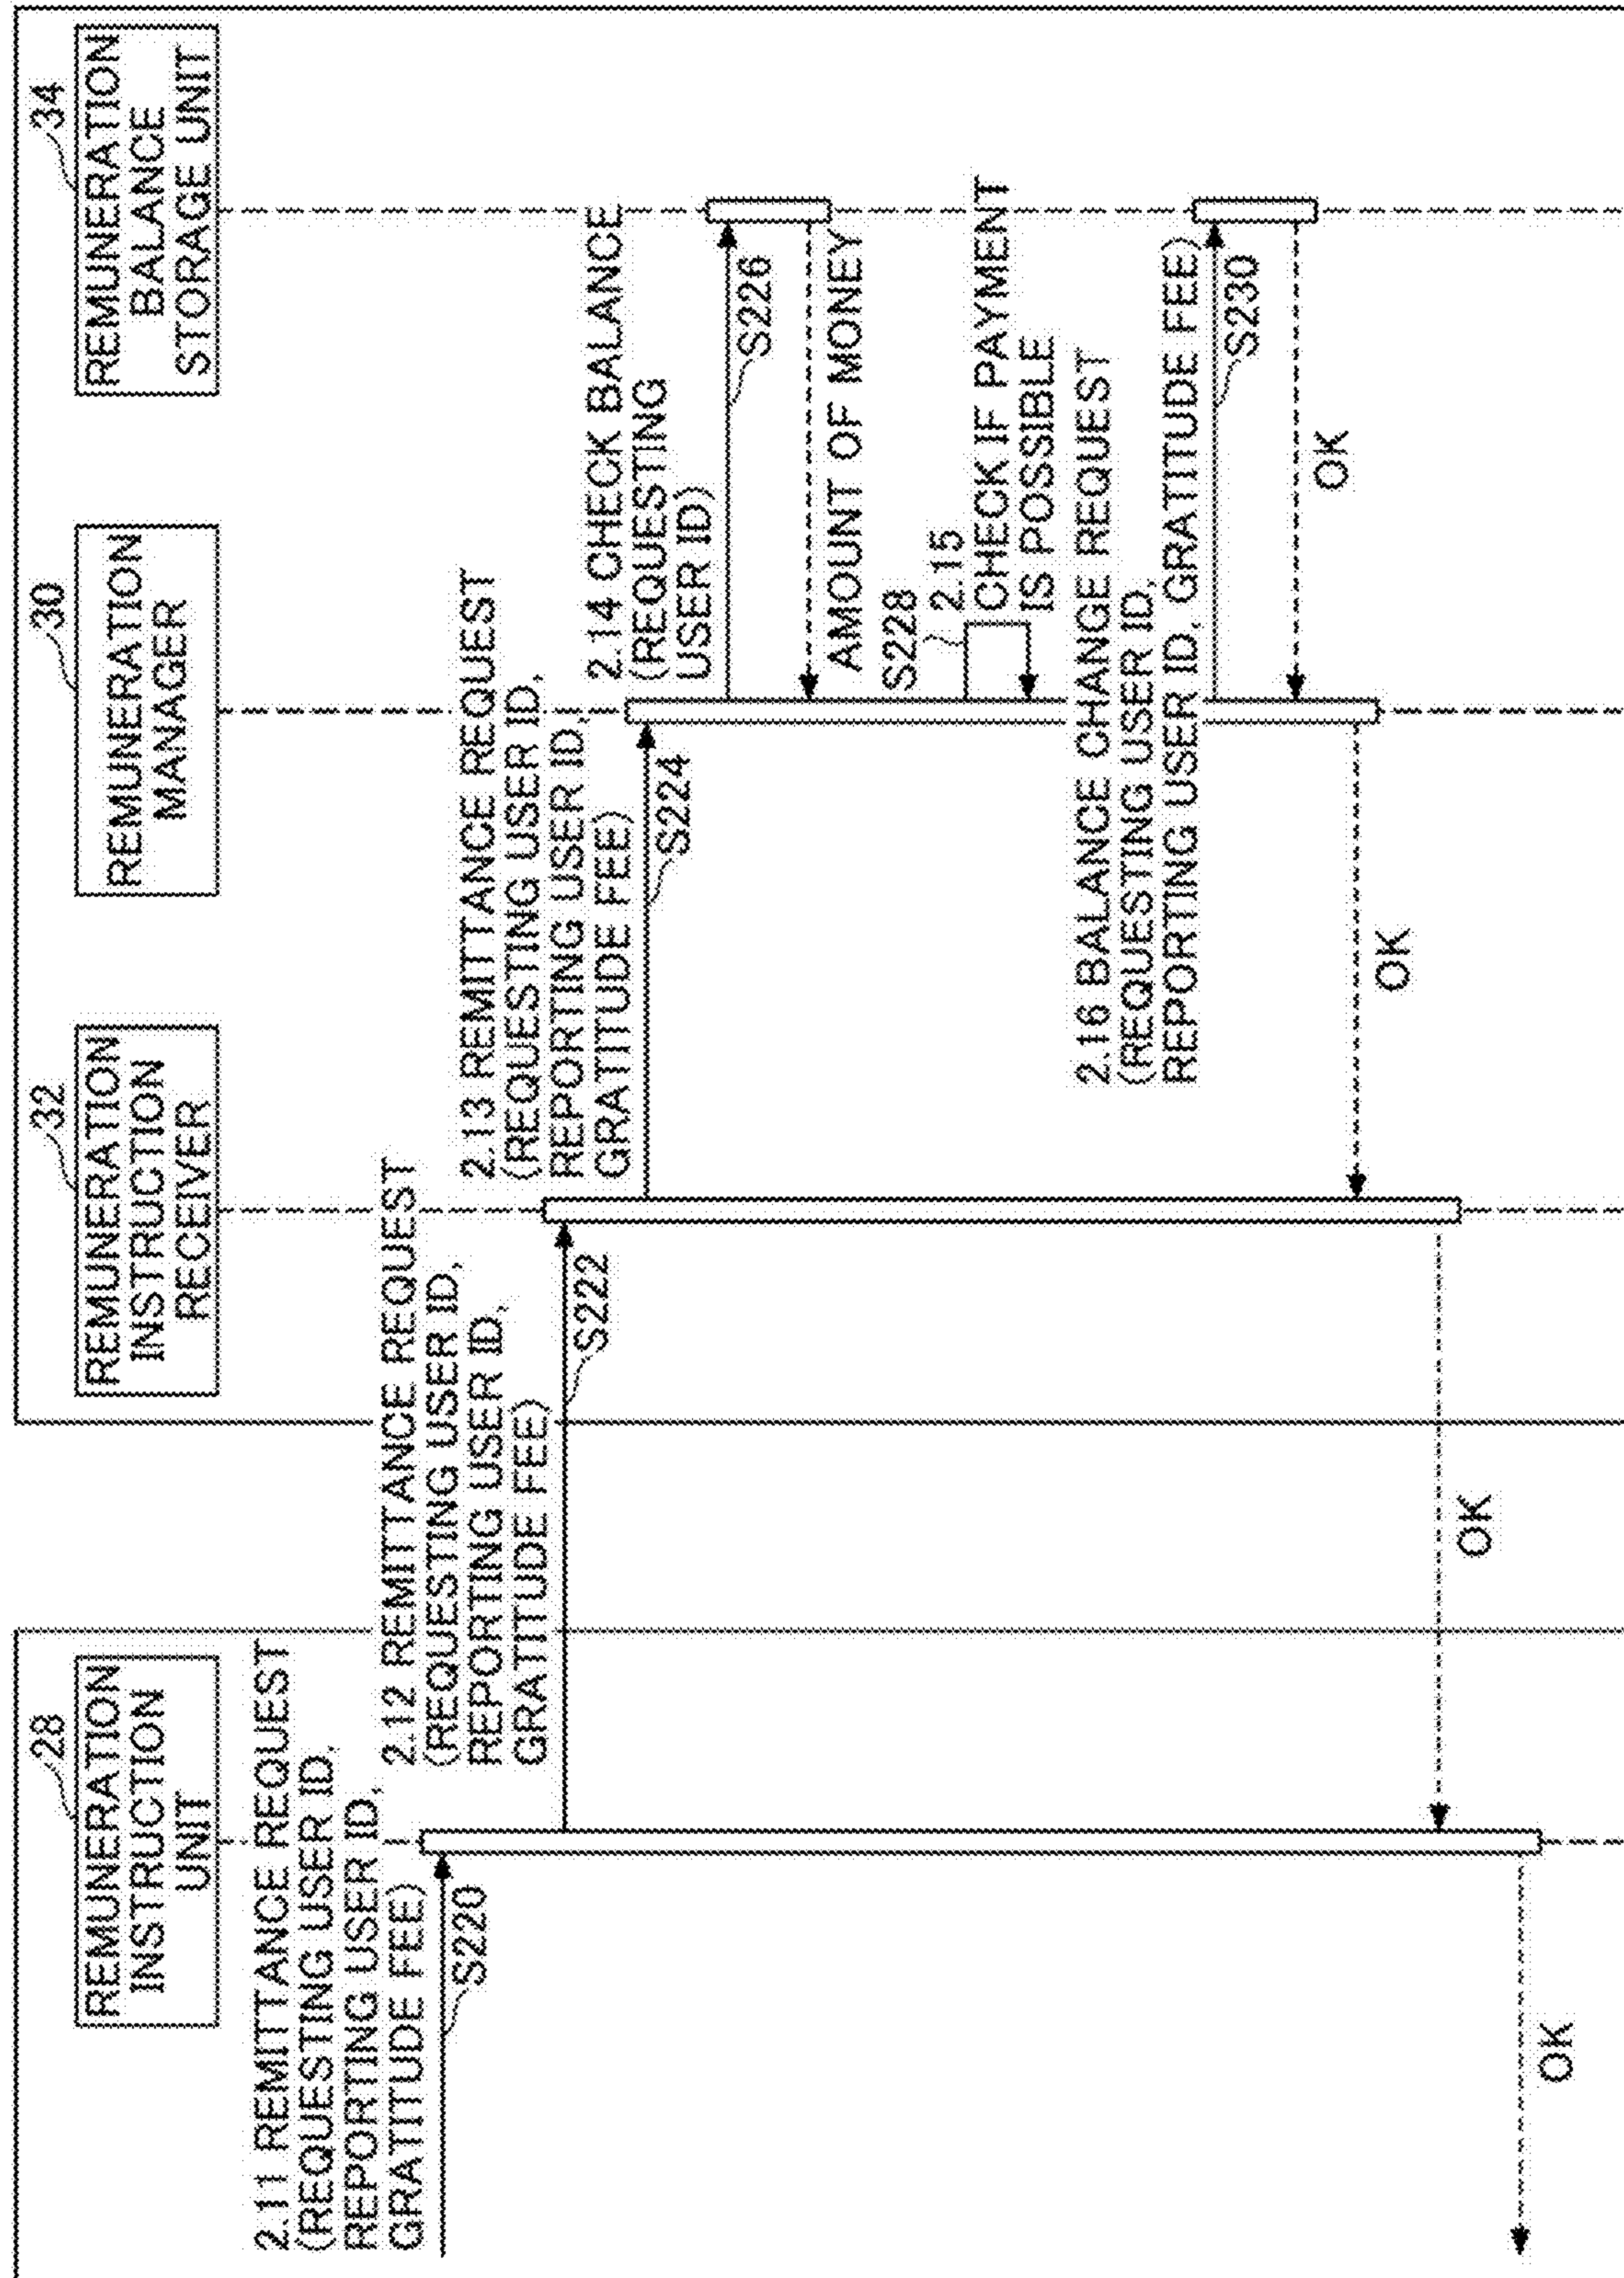 28
REMUNERATION
INSTRUCTION
UNIT
32
REMUNERATION
INSTRUCTION
RECEIVER
30
REMUNERATION
MANAGER
34
REMUNERATION
BALANCE
STORAGE UNIT
2.11 REMITTANCE REQUEST
(REQUESTING USER ID,
REPORTING USER ID,
GRATITUDE FEE)
S220
2.12 REMITTANCE REQUEST
(REQUESTING USER ID,
REPORTING USER ID,
GRATITUDE FEE)
S222
2.13 REMITTANCE REQUEST
(REQUESTING USER ID,
REPORTING USER ID,
GRATITUDE FEE)
S224
2.14 CHECK BALANCE
(REQUESTING
USER ID)
S226
AMOUNT OF MONEY
S228
2.15
CHECK IF PAYMENT
IS POSSIBLE
2.16 BALANCE CHANGE REQUEST
(REQUESTING USER ID,
REPORTING USER ID, GRATITUDE FEE)
S230
OK
OK
OK
OK